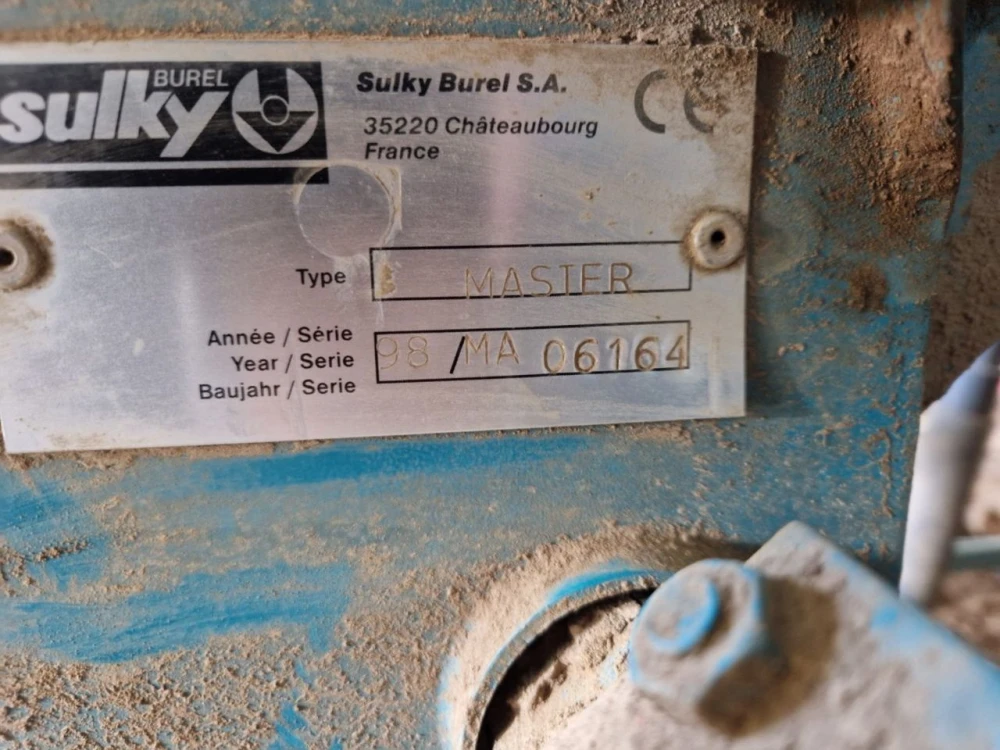 sulky BUREL
Sulky Burel S.A.
35220 Châteaubourg
France
CE
Type MASTER
Année / Série
Year / Serie
Baujahr / Serie
98 /MA 06164